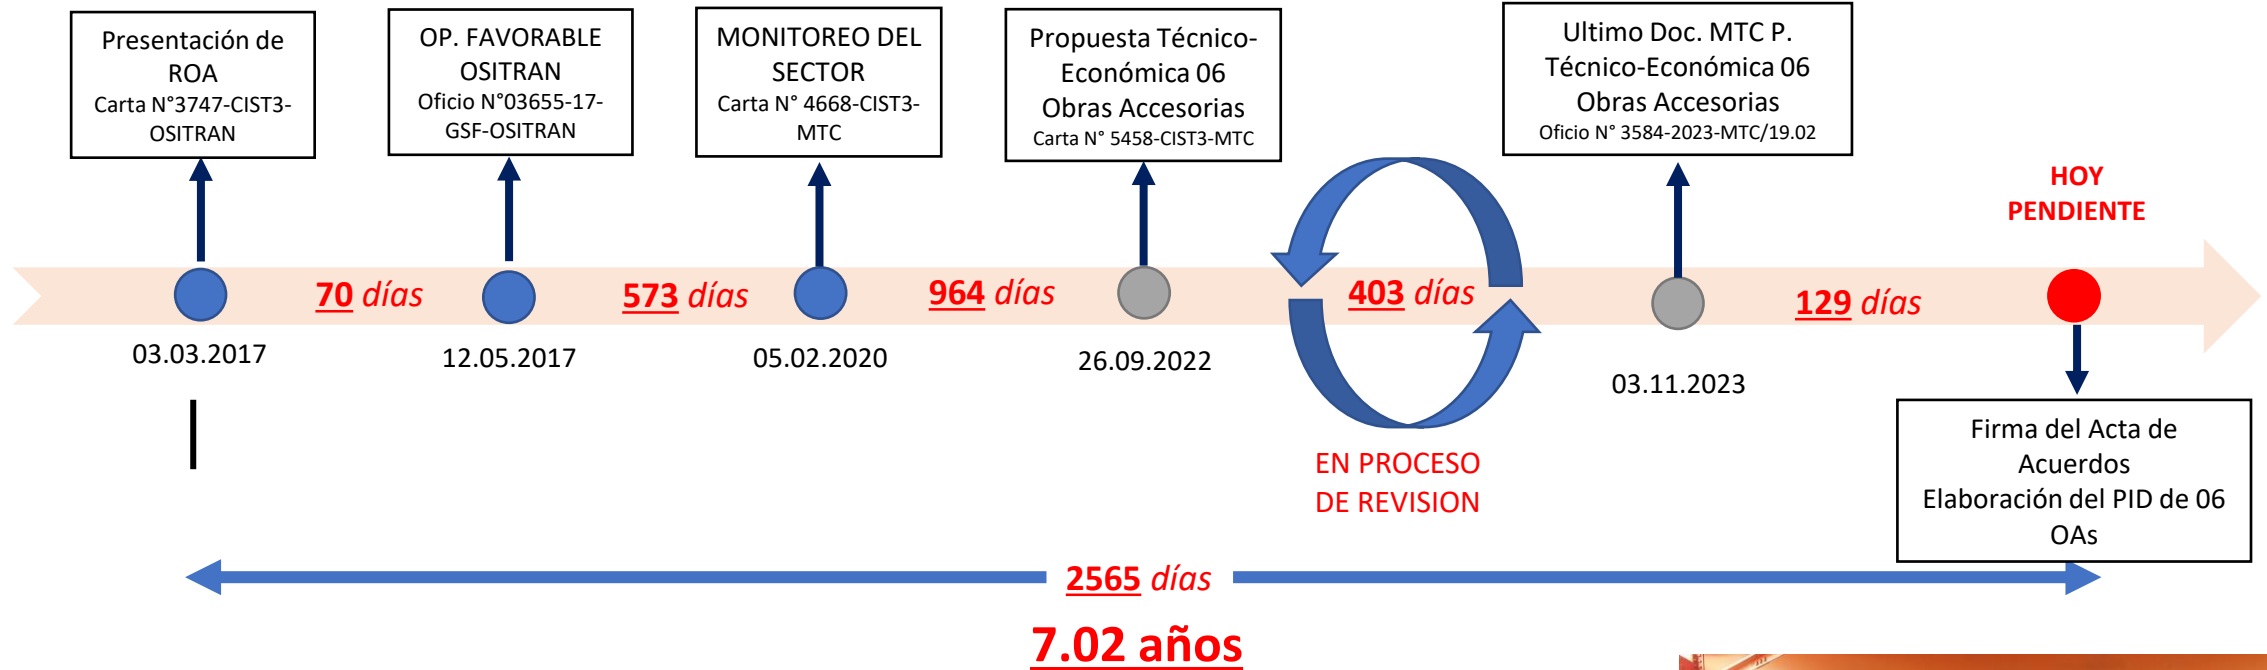 Presentación de
ROA
Carta N°3747-CIST3-
OSITRAN
OP. FAVORABLE
OSITRAN
Oficio N°03655-17-
GSF-OSITRAN
MONITOREO DEL
SECTOR
Carta N° 4668-CIST3-
MTC
Propuesta Técnico-
Económica 06
Obras Accesorias
Carta N° 5458-CIST3-MTC
Ultimo Doc. MTC P.
Técnico-Económica 06
Obras Accesorias
Oficio N° 3584-2023-MTC/19.02
HOY
PENDIENTE
70 días
573 días
964 días
403 días
129 días
03.03.2017
12.05.2017
05.02.2020
26.09.2022
03.11.2023
EN PROCESO
DE REVISION
Firma del Acta de
Acuerdos
Elaboración del PID de 06
OAs
2565 días
7.02 años